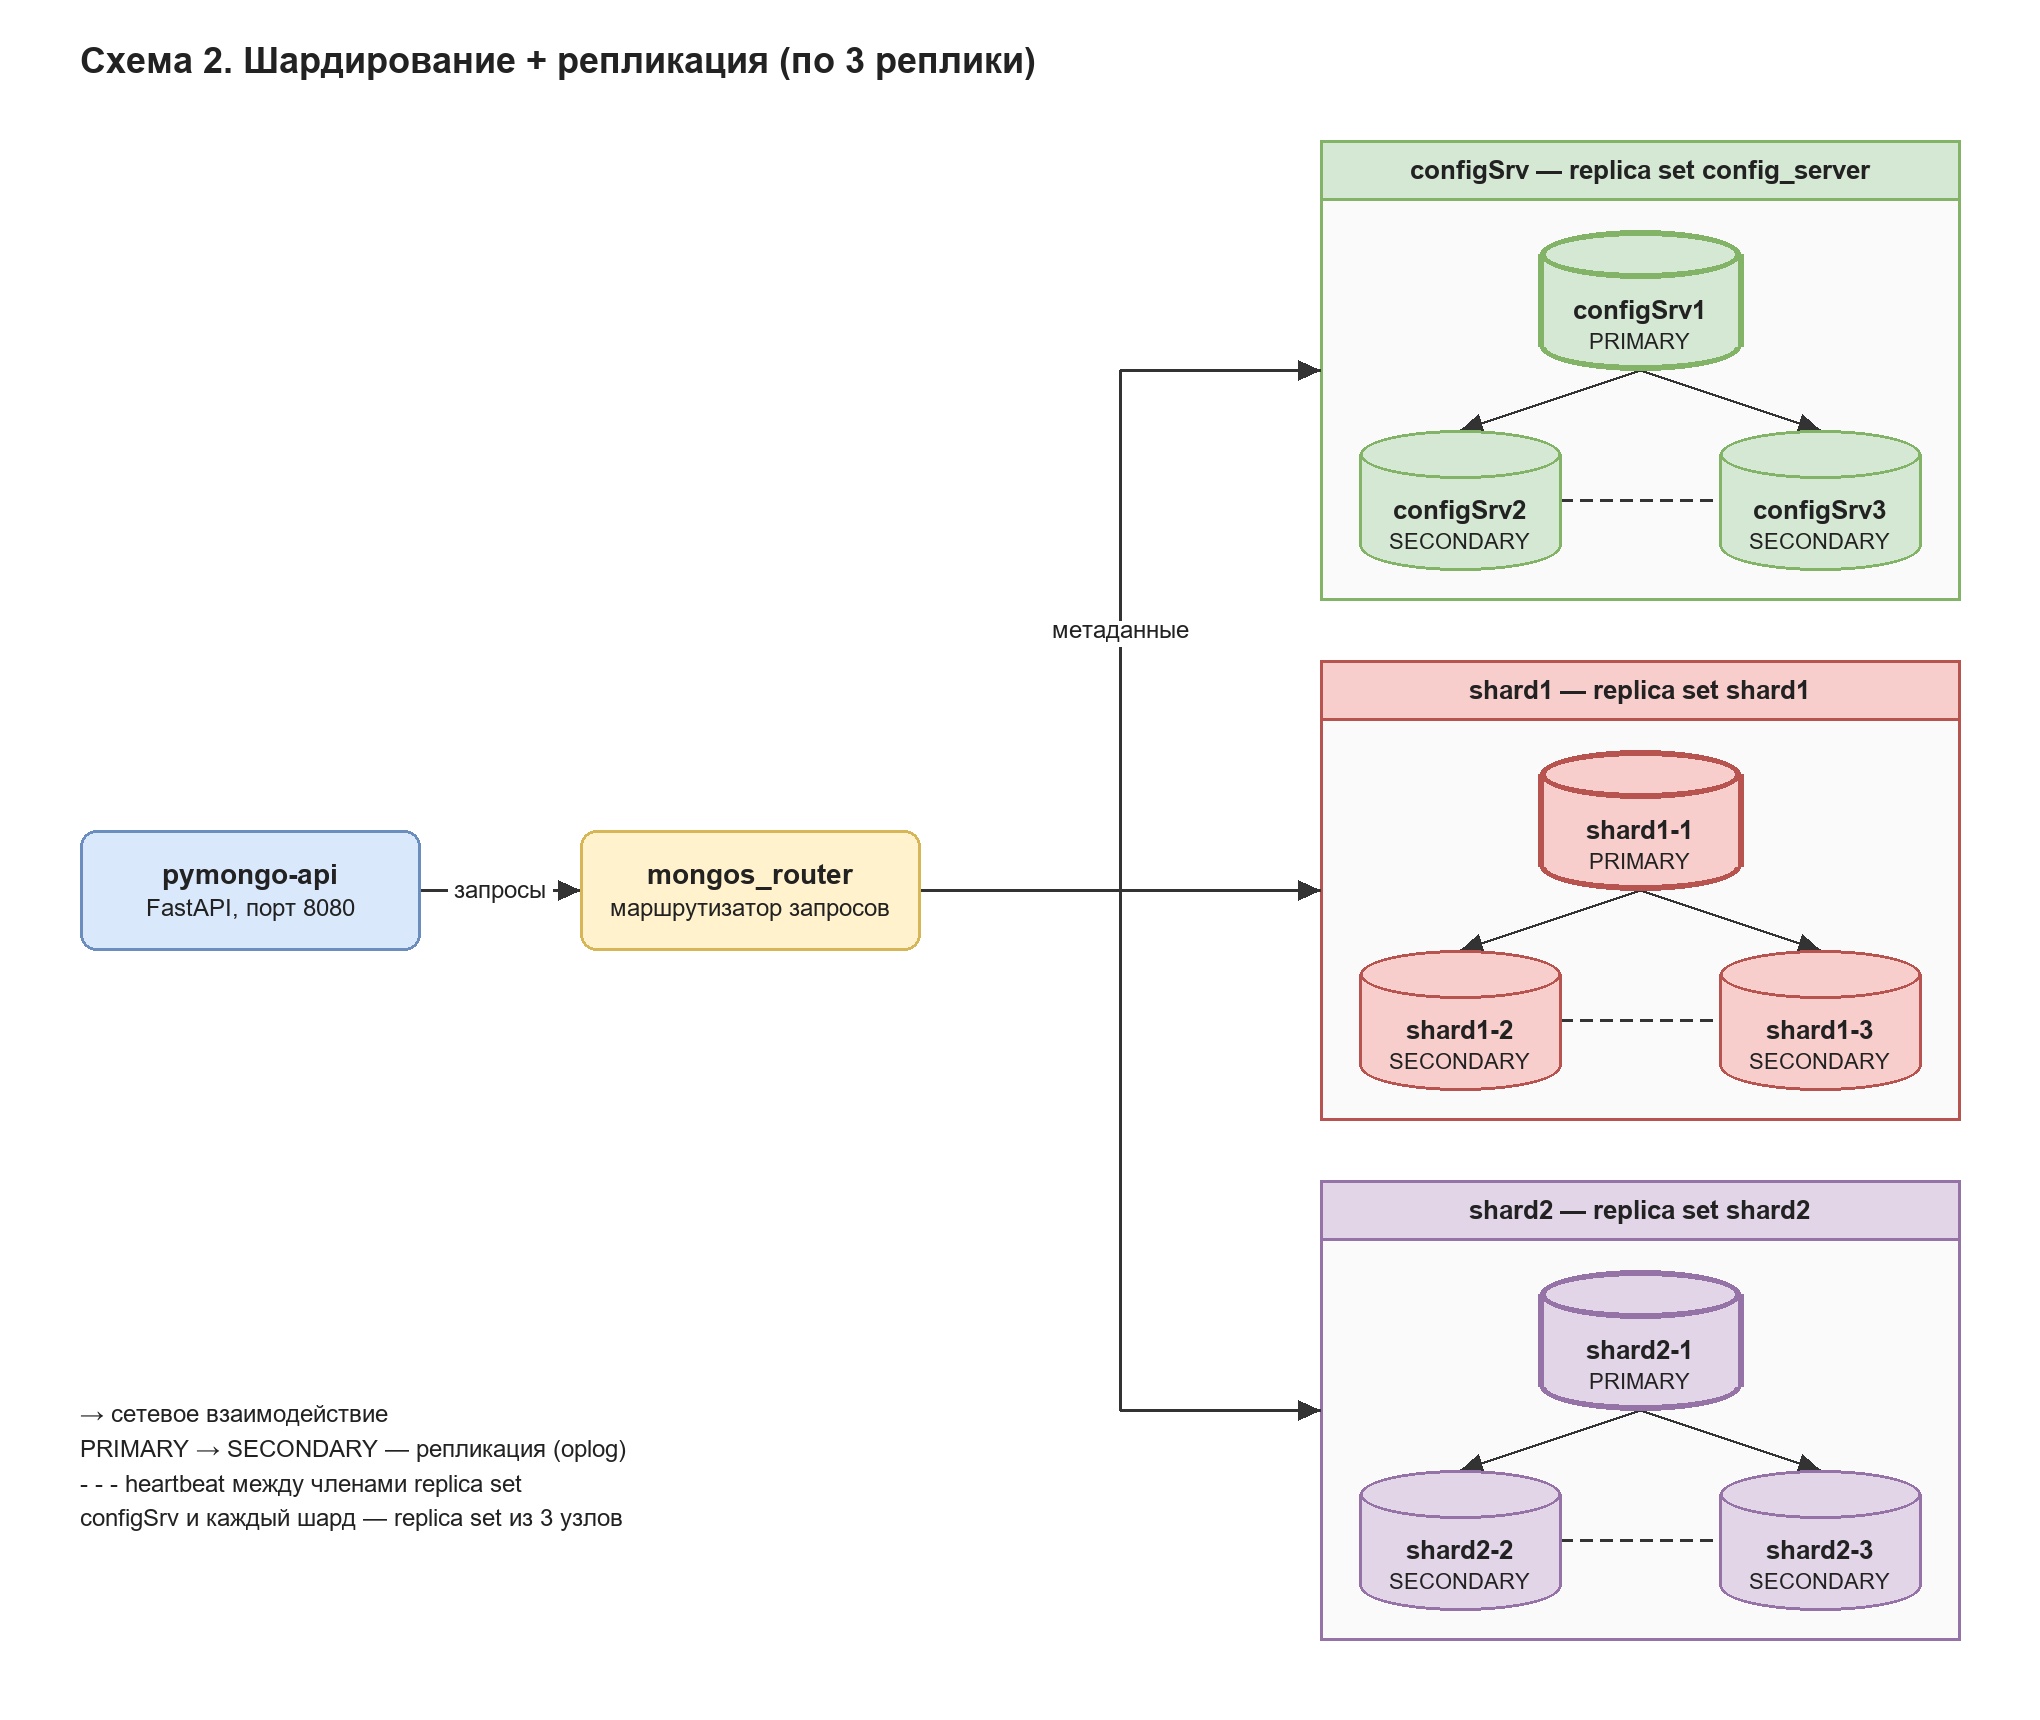 Схема 2. Шардирование + репликация (по 3 реплики)
configSrv — replica set config_server
configSrv1
PRIMARY
configSrv2
SECONDARY
configSrv3
SECONDARY
метаданные
shard1 — replica set shard1
shard1-1
PRIMARY
shard1-2
SECONDARY
shard1-3
SECONDARY
pymongo-api
FastAPI, порт 8080
запросы
mongos_router
маршрутизатор запросов
shard2 — replica set shard2
shard2-1
PRIMARY
shard2-2
SECONDARY
shard2-3
SECONDARY
→ сетевое взаимодействие
PRIMARY → SECONDARY — репликация (oplog)
- - - heartbeat между членами replica set
configSrv и каждый шард — replica set из 3 узлов